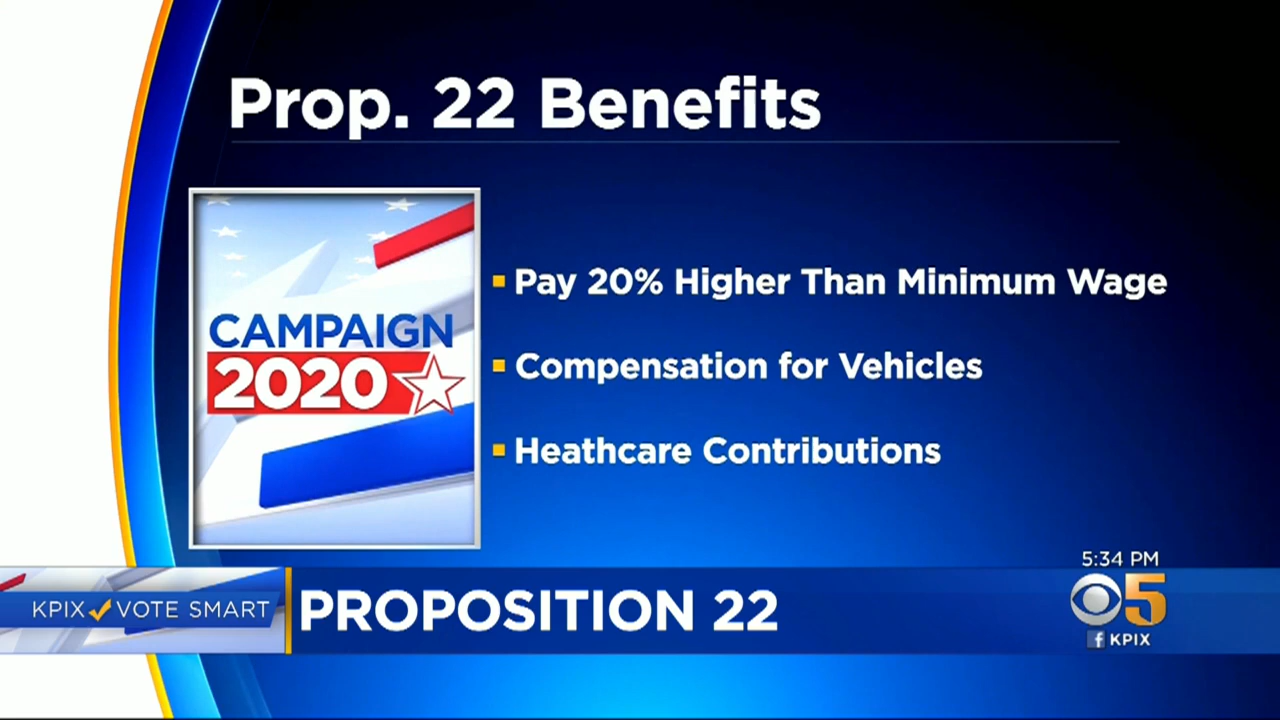 Prop. 22 Benefits
CAMPAIGN
2020
Pay 20% Higher Than Minimum Wage
Compensation for Vehicles
Heathcare Contributions
5:34 PM
KPIX VOTE SMART
PROPOSITION 22
5
f KPIX